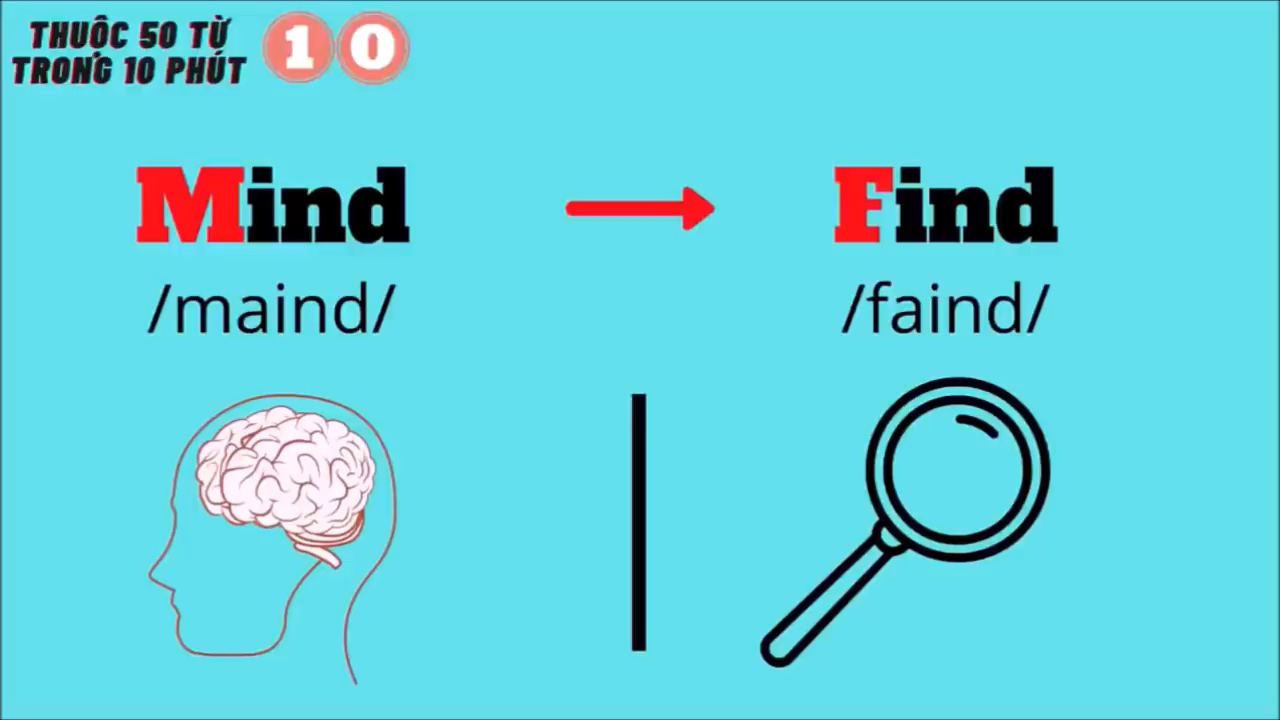 THUỘC 50 TỪ
TRONG 10 PHÚT
10
Mind
Find
/maind/
/faind/